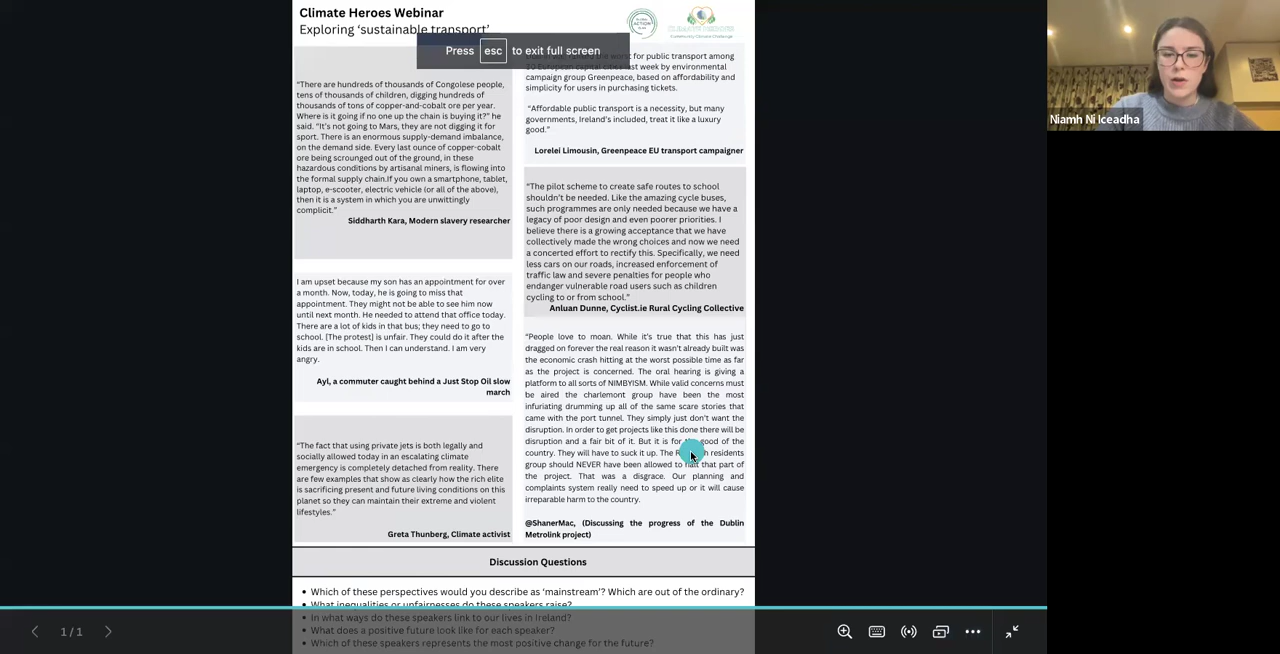 Climate Heroes Webinar
Exploring ‘sustainable transport’
Press esc to exit full screen
“There are hundreds of thousands of Congolese people,
tens of thousands of children, digging hundreds of
thousands of tons of copper-and-cobalt ore per year.
Where is it going if no one up the chain is buying it?” he
said. “It's not going to Mars, they are not digging it for
sport. There is an enormous supply-demand imbalance,
on the demand side. Every last ounce of copper-cobalt
ore being scrounged out of the ground, in these
hazardous conditions by artisanal miners, is flowing into
the formal supply chain.If you own a smartphone, tablet,
laptop, e-scooter, electric vehicle (or all of the above),
then it is a system in which you are unwittingly
complicit.”
Siddharth Kara, Modern slavery researcher
I am upset because my son has an appointment for over
a month. Now, today, he is going to miss that
appointment. They might not be able to see him now
until next month. He needed to attend that office today.
There are a lot of kids in that bus; they need to go to
school. [The protest] is unfair. They could do it after the
kids are in school. Then I can understand. I am very
angry.
Ayl, a commuter caught behind a Just Stop Oil slow
march
“The fact that using private jets is both legally and
socially allowed today in an escalating climate
emergency is completely detached from reality. There
are few examples that show as clearly how the rich elite
is sacrificing present and future living conditions on this
planet so they can maintain their extreme and violent
lifestyles.”
Greta Thunberg, Climate activist
for public transport among
30 European capital cities last week by environmental
campaign group Greenpeace, based on affordability and
simplicity for users in purchasing tickets.
“Affordable public transport is a necessity, but many
governments, Ireland's included, treat it like a luxury
good.”
Lorelei Limousin, Greenpeace EU transport campaigner
“The pilot scheme to create safe routes to school
shouldn't be needed. Like the amazing cycle buses,
such programmes are only needed because we have a
legacy of poor design and even poorer priorities. I
believe there is a growing acceptance that we have
collectively made the wrong choices and now we need
a concerted effort to rectify this. Specifically, we need
less cars on our roads, increased enforcement of
traffic law and severe penalties for people who
endanger vulnerable road users such as children
cycling to or from school.”
Anluan Dunne, Cyclist.ie Rural Cycling Collective
“People love to moan. While it's true that this has just
dragged on forever the real reason it wasn't already built was
the economic crash hitting at the worst possible time as far
as the project is concerned. The oral hearing is giving a
platform to all sorts of NIMBYISM. While valid concerns must
be aired the charlemont group have been the most
infuriating drumming up all of the same scare stories that
came with the port tunnel. They simply just don't want the
disruption. In order to get projects like this done there will be
disruption and a fair bit of it. But it is for good of the
country. They will have to suck it up. The residents
group should NEVER have been allowed to halt that part of
the project. That was a disgrace. Our planning and
complaints system really need to speed up or it will cause
irreparable harm to the country.
@ShanerMac, (Discussing the progress of the Dublin
Metrolink project)
Discussion Questions
• Which of these perspectives would you describe as ‘mainstream’? Which are out of the ordinary?
• What inequalities or unfairnesses do these speakers raise?
• In what ways do these speakers link to our lives in Ireland?
• What does a positive future look like for each speaker?
• Which of these speakers represents the most positive change for the future?
1 / 1
Niamh Ni Iceadha